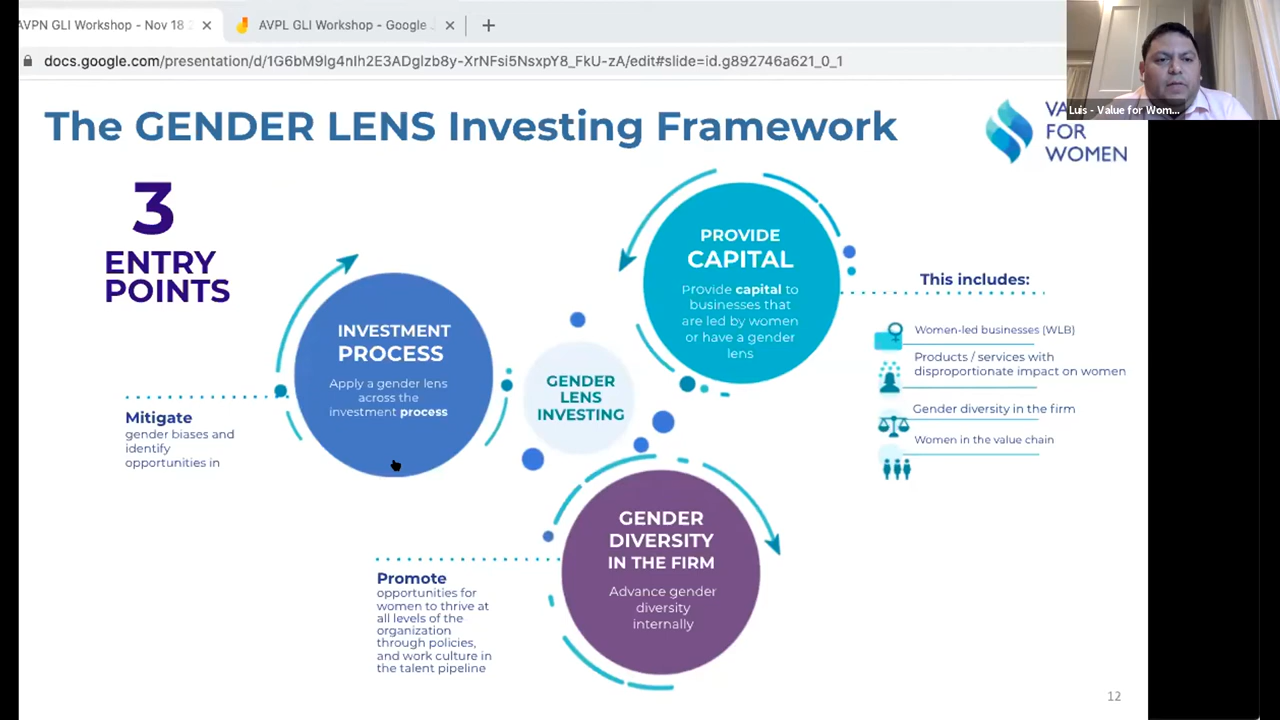 AVPN GLI Workshop - Nov 18 2
AVPL GLI Workshop - Google
docs.google.com/presentation/d/1G6bM9lg4nIh2E3ADglzb8y-XrNFsi5NsxpY8_FkU-zA/edit#slide=id.g892746a621_0_1
Luis - Value for Wom...
The GENDER LENS Investing Framework
VA
FOR
WOMEN
3
ENTRY
POINTS
INVESTMENT
PROCESS
Apply a gender lens
across the
investment process
Mitigate
gender biases and
identify
opportunities in
GENDER
LENS
INVESTING
PROVIDE
CAPITAL
Provide capital to
businesses that
are led by women
or have a gender
lens
This includes:
Women-led businesses (WLB)
Products / services with
disproportionate impact on women
Gender diversity in the firm
Women in the value chain
GENDER
DIVERSITY
IN THE FIRM
Advance gender
diversity
internally
Promote
opportunities for
women to thrive at
all levels of the
organization
through policies,
and work culture in
the talent pipeline
12